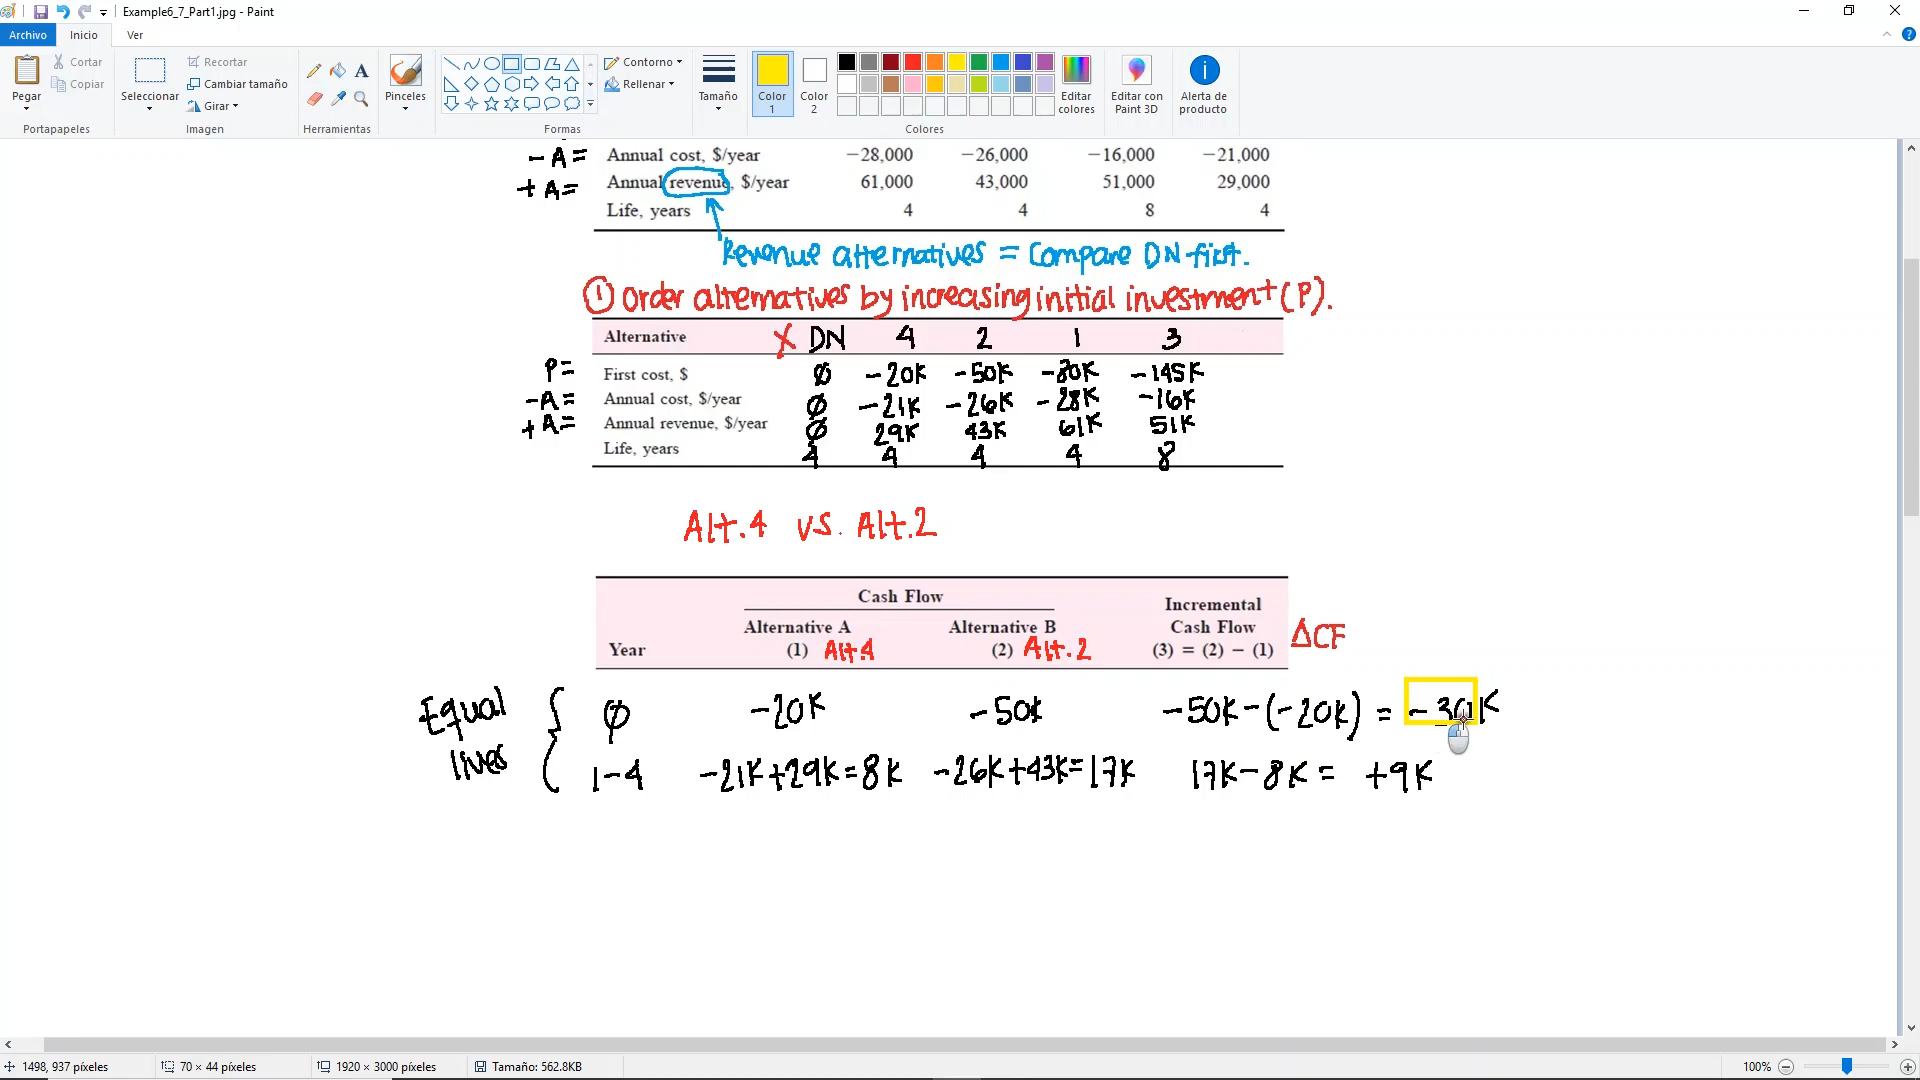 Example6_7_Part1.jpg - Paint
Archivo Inicio Ver
Pegar
Cortar
Copiar
Portapapeles
Seleccionar
Recortar
Cambiar tamaño
Girar
Imagen
Herramientas
Pinceles
Contorno
Rellenar
Formas
Tamaño
Color 1
Color 2
Editar colores
Colores
Editar con Paint 3D
Alerta de producto
-A= Annual cost, $/year −28,000 −26,000 −16,000 −21,000
+A= Annual revenue, $/year 61,000 43,000 51,000 29,000
Life, years 4 4 8 4
Revenue alternatives = Compare DN first.
① Order alternatives by increasing initial investment (P).
Alternative X DN 4 2 1 3
P= First cost, $ ∅ -20K -50K -80K -145K
-A= Annual cost, $/year ∅ -21K -26K -28K -16K
+A= Annual revenue, $/year ∅ 29K 43K 61K 51K
Life, years 4 4 4 4 8
Alt.4 vs. Alt.2
Cash Flow
Incremental
Alternative A Alternative B Cash Flow ΔCF
Year (1) Alt.4 (2) Alt.2 (3) = (2) − (1)
Equal lives { ∅ -20K -50K -50K-(-20K) = -30K
1-4 -21K+29K=8K -26K+43K=17K 17K-8K= +9K
1498, 937 píxeles 70 × 44 píxeles 1920 × 3000 píxeles Tamaño: 562.8KB 100%